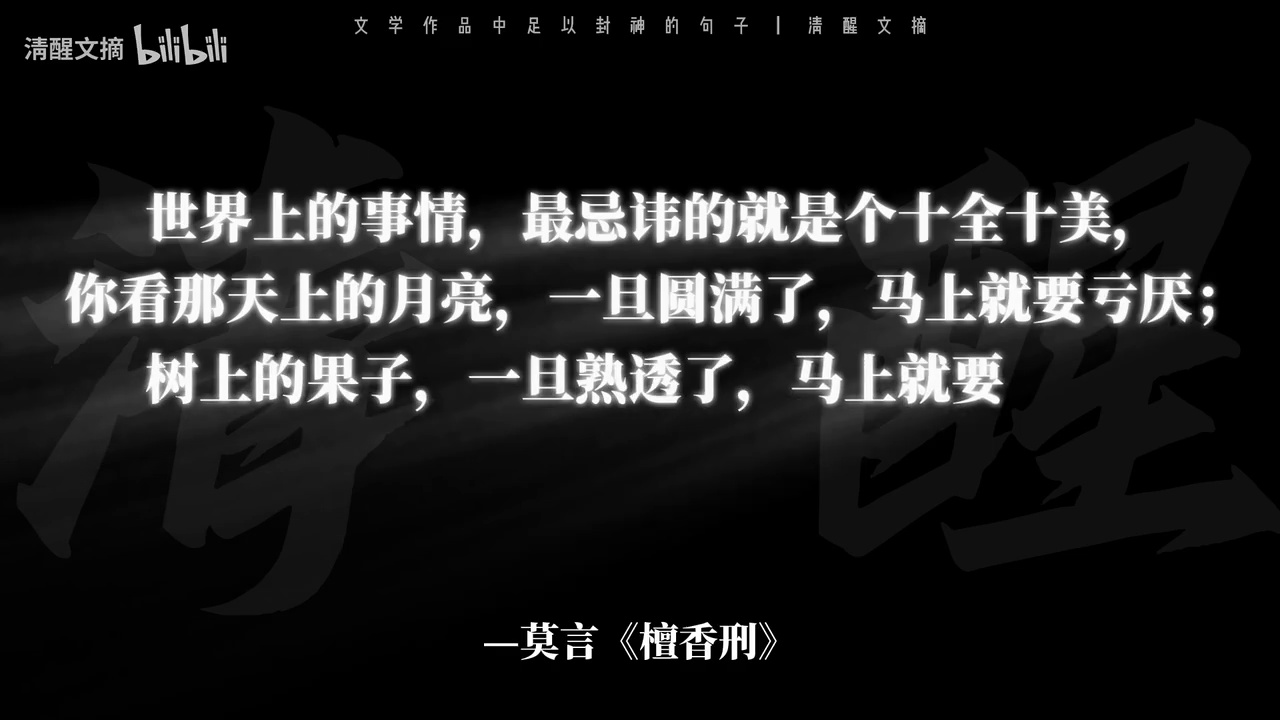 文学作品中足以封神的句子 | 清醒文摘
清醒文摘 bilibili
清醒
世界上的事情，最忌讳的就是个十全十美，
你看那天上的月亮，一旦圆满了，马上就要亏厌；
树上的果子，一旦熟透了，马上就要
—莫言《檀香刑》